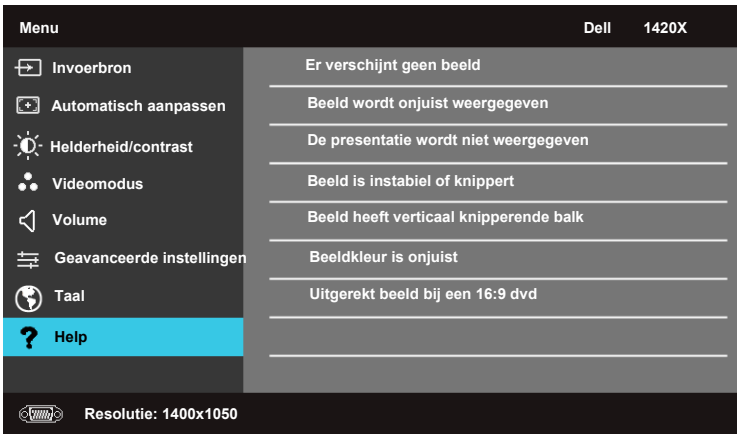 Menu Dell 1420X
Invoerbron
Automatisch aanpassen
Helderheid/contrast
Videomodus
Volume
Geavanceerde instellingen
Taal
Help
Er verschijnt geen beeld
Beeld wordt onjuist weergegeven
De presentatie wordt niet weergegeven
Beeld is instabiel of knippert
Beeld heeft verticaal knipperende balk
Beeldkleur is onjuist
Uitgerekt beeld bij een 16:9 dvd
Resolutie: 1400x1050